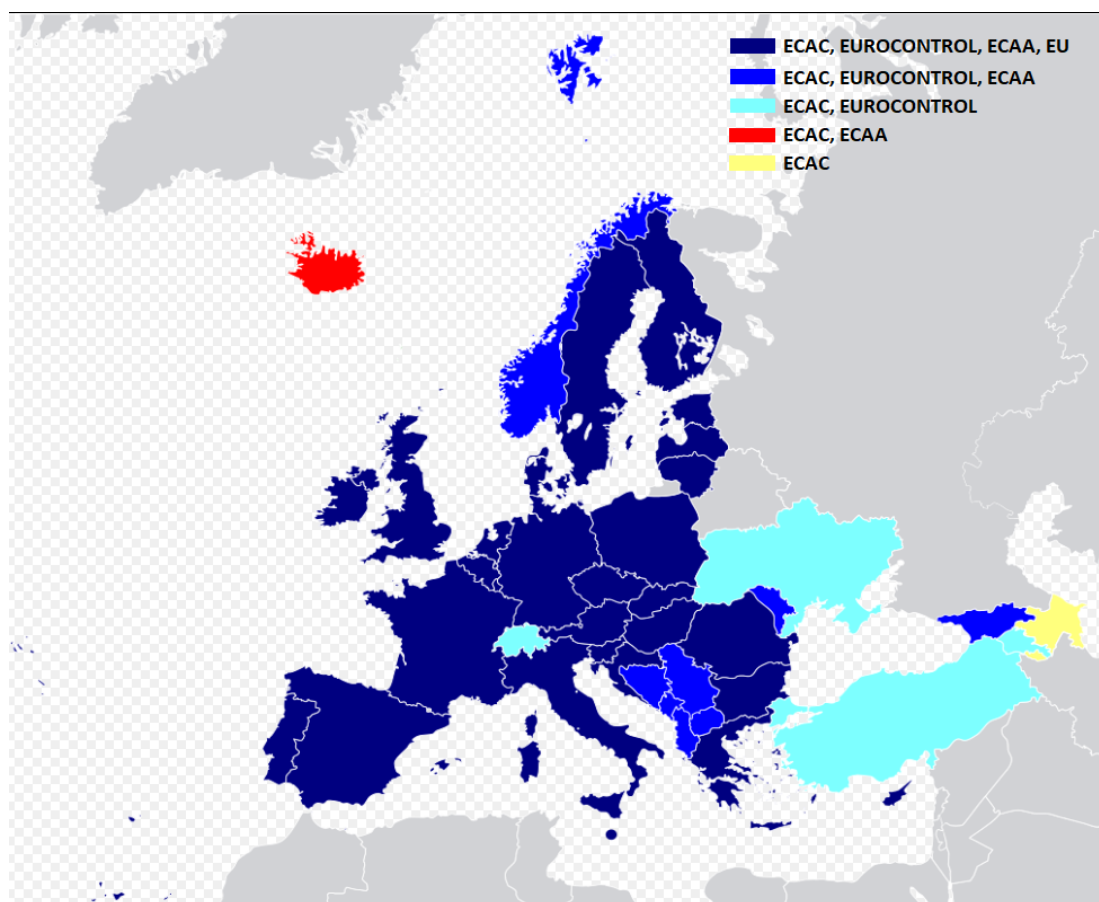 ECAC, EUROCONTROL, ECAA, EU
ECAC, EUROCONTROL, ECAA
ECAC, EUROCONTROL
ECAC, ECAA
ECAC